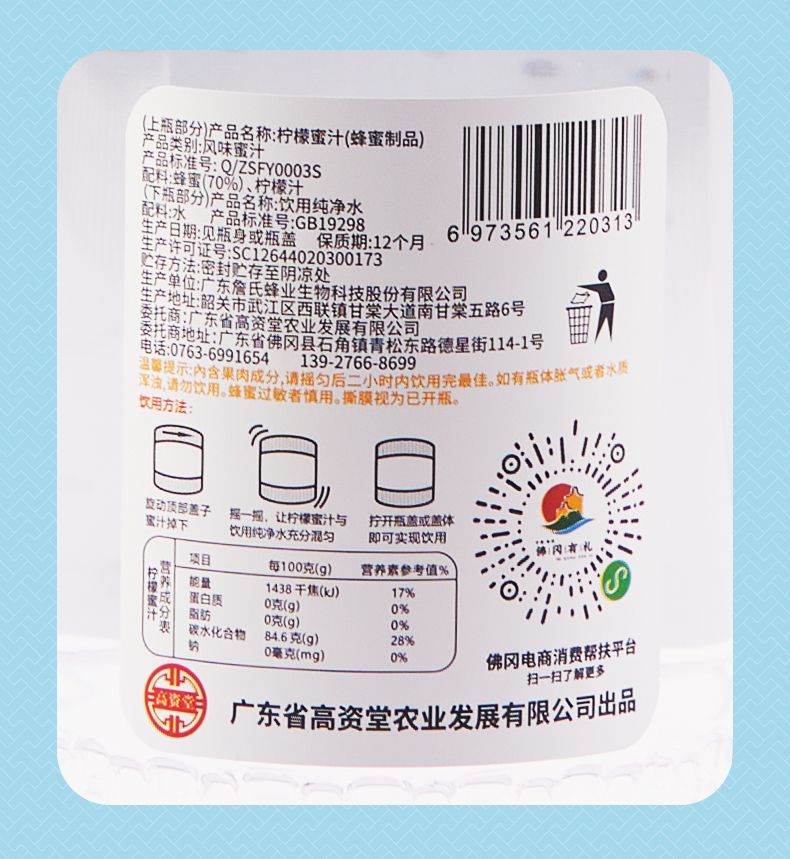 (上瓶部分)产品名称:柠檬蜜汁(蜂蜜制品)
产品类别:风味蜜汁
产品标准号: Q/ZSFY0003S
配料:蜂蜜(70%)、柠檬汁
(下瓶部分)产品名称:饮用纯净水
配料:水 产品标准号:GB19298
生产日期:见瓶身或瓶盖 保质期:12个月
生产许可证号:SC12644020300173
贮存方法:密封贮存至阴凉处
生产单位:广东詹氏蜂业生物科技股份有限公司
生产地址:韶关市武江区西联镇甘棠大道南甘棠五路6号
委托商:广东省高资堂农业发展有限公司
委托商地址:广东省佛冈县石角镇青松东路德星街114-1号
电话:0763-6991654 139-2766-8699
6 973561 220313
温馨提示:内含果肉成分,请摇匀后二小时内饮用完最佳。如有瓶体胀气或者水质
浑浊,请勿饮用。蜂蜜过敏者慎用。撕膜视为已开瓶。
饮用方法:
旋动顶部盖子
蜜汁掉下
摇一摇，让柠檬蜜汁与
饮用纯净水充分混匀
拧开瓶盖或盖体
即可实现饮用
柠檬蜜汁
营养成分表
项目 每100克(g) 营养素参考值%
能量 1438千焦(kJ) 17%
蛋白质 0克(g) 0%
脂肪 0克(g) 0%
碳水化合物 84.6克(g) 28%
钠 0毫克(mg) 0%
佛冈有礼
佛冈电商消费帮扶平台
扫一扫了解更多
高资堂
广东省高资堂农业发展有限公司出品